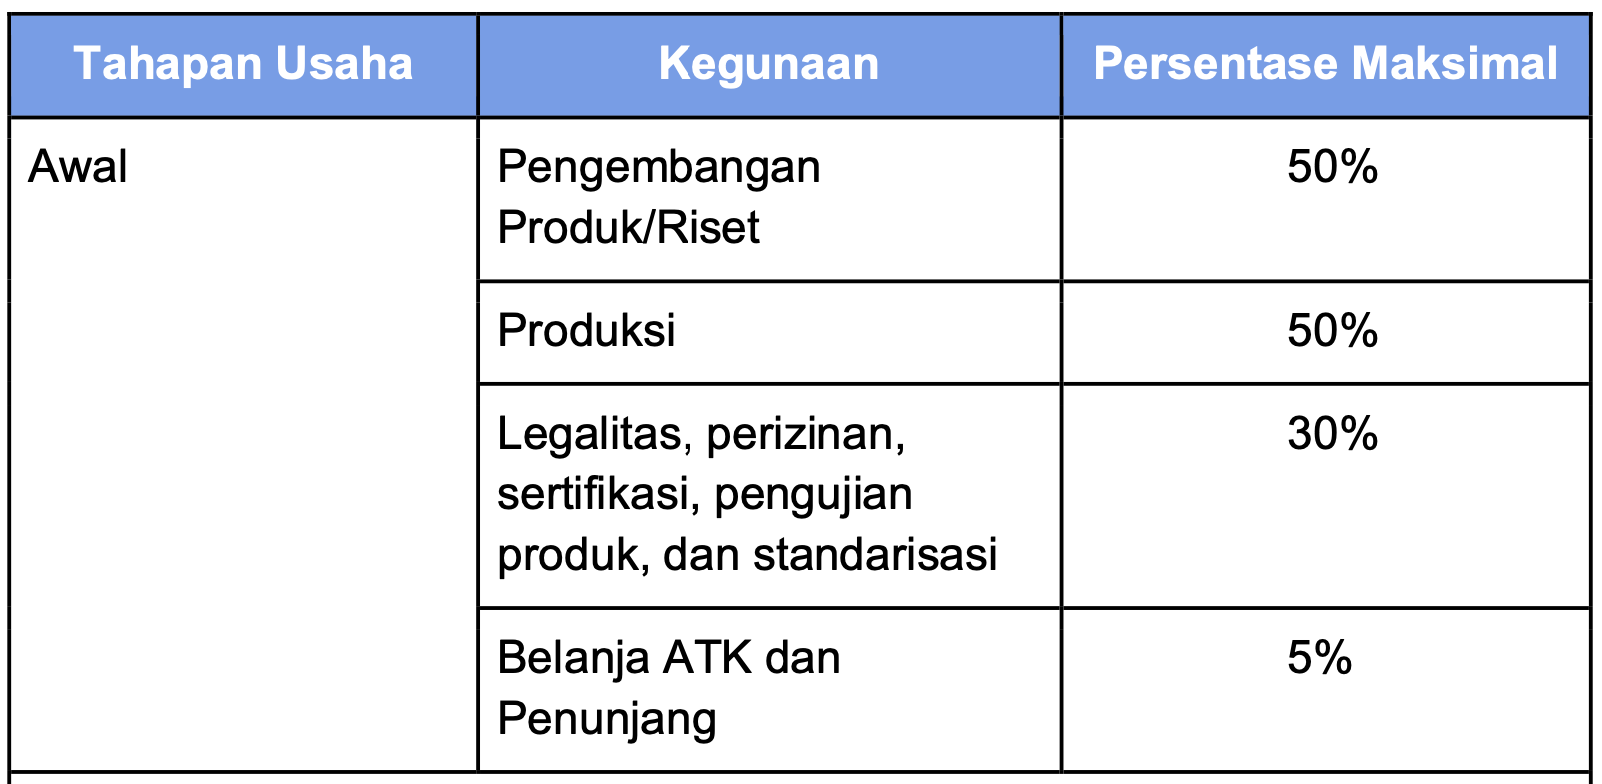 Tahapan Usaha Kegunaan Persentase Maksimal
Awal Pengembangan 50%
Produk/Riset
Produksi 50%
Legalitas, perizinan, 30%
sertifikasi, pengujian
produk, dan standarisasi
Belanja ATK dan 5%
Penunjang